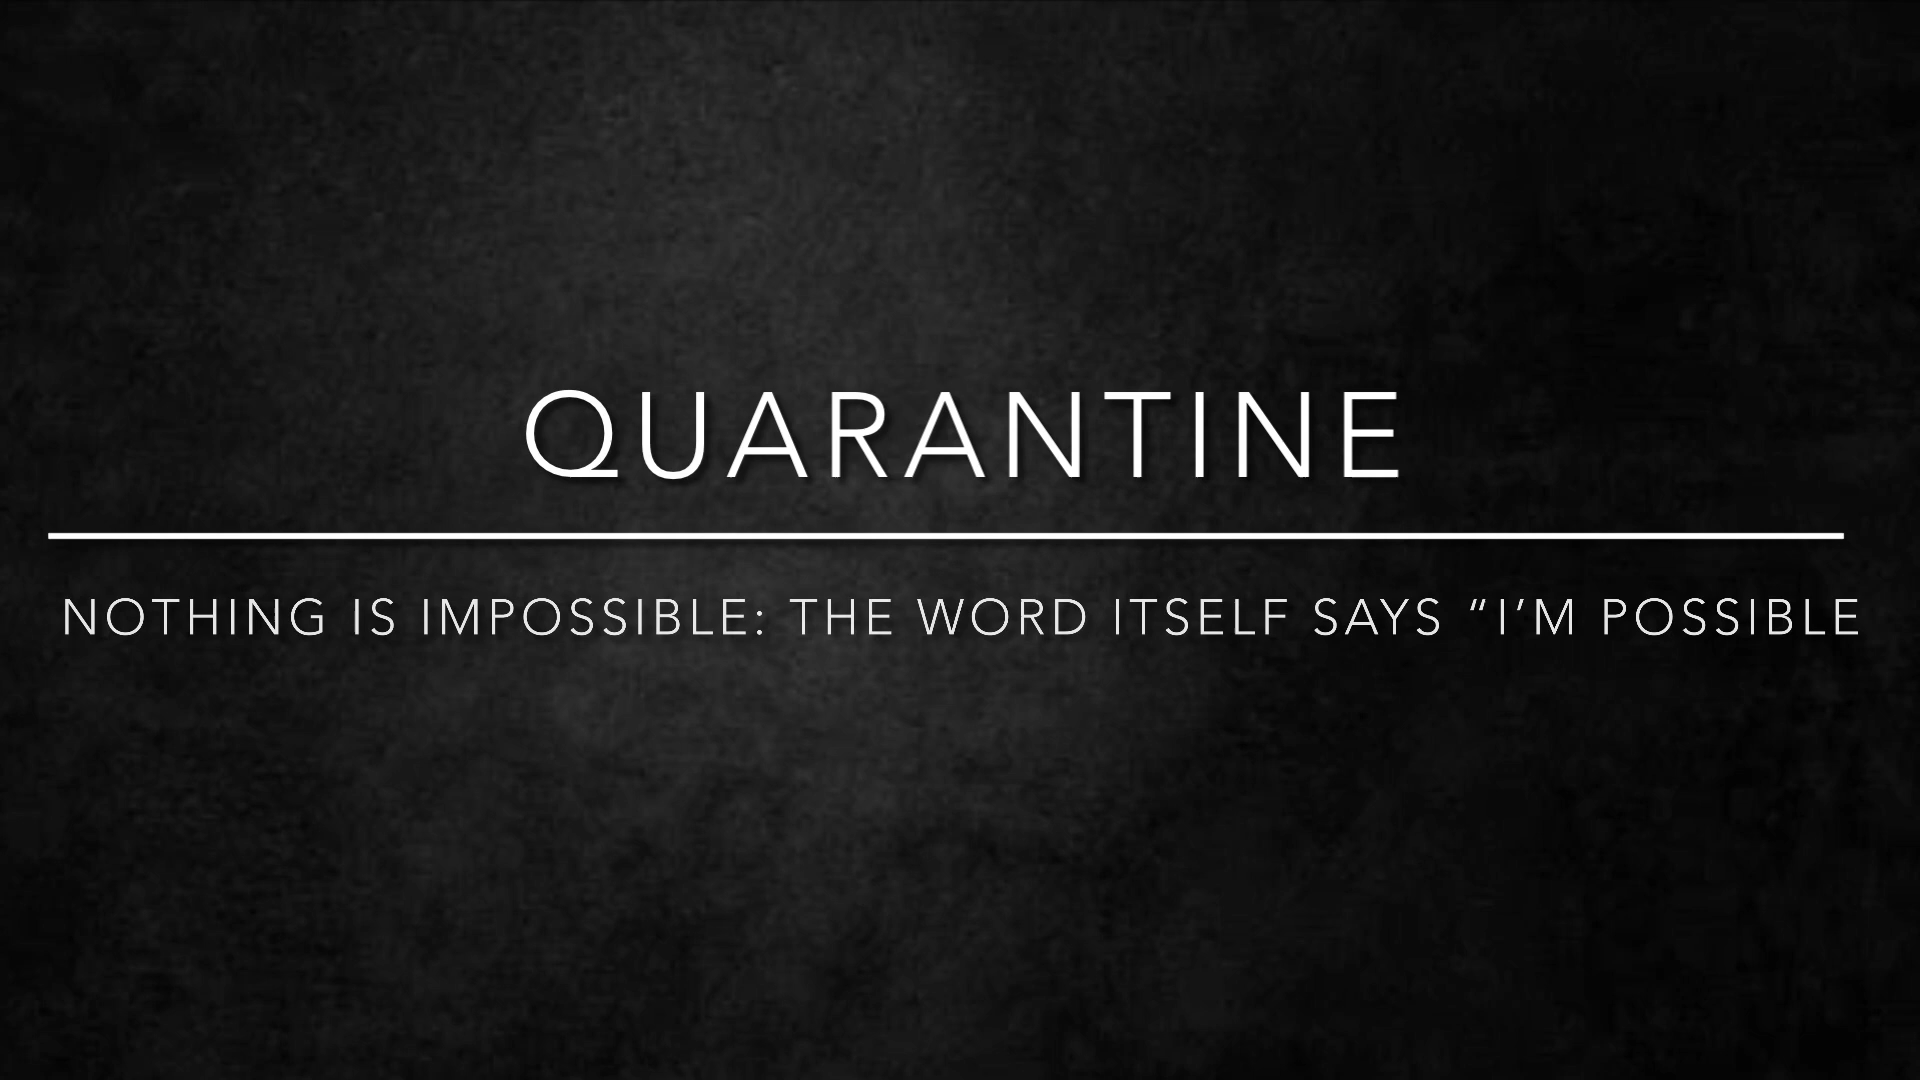 QUARANTINE
NOTHING IS IMPOSSIBLE: THE WORD ITSELF SAYS “I’M POSSIBLE